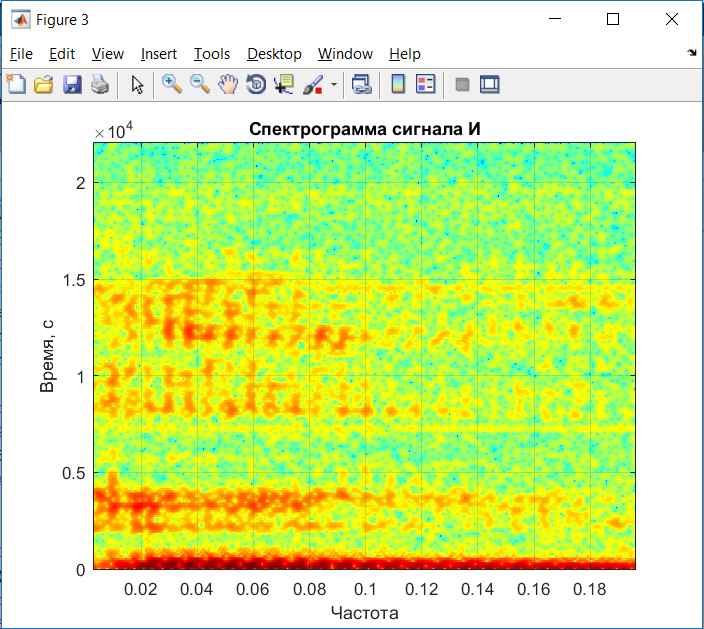 Figure 3
File Edit View Insert Tools Desktop Window Help
×10⁴
Спектрограмма сигнала И
2
1.5
1
0.5
0
Время, с
0.02 0.04 0.06 0.08 0.1 0.12 0.14 0.16 0.18
Частота